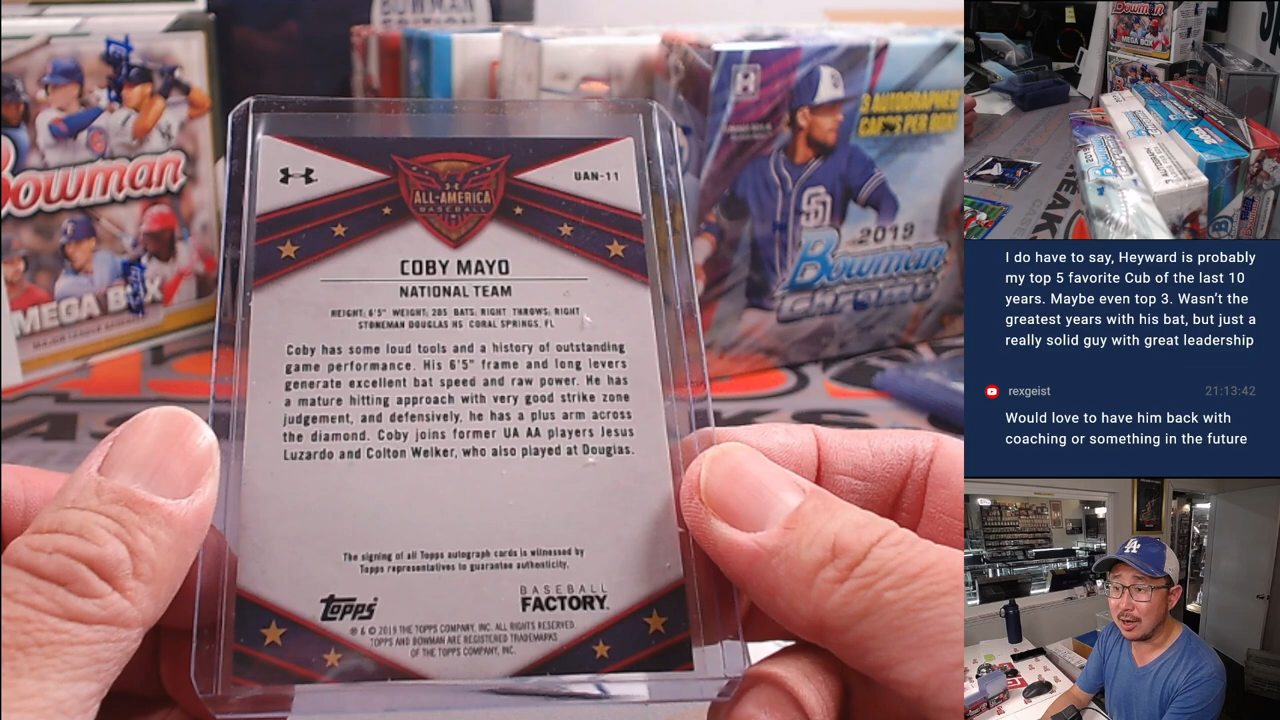 BOWMAN
EDITION
Bowman
MEGA BOX
3 AUTOGRAPHED
CARDS PER BOX!
2019
Bowman
CHROME
UAN-11
ALL-AMERICA
BASEBALL
COBY MAYO
NATIONAL TEAM
HEIGHT: 6'5" WEIGHT: 205 BATS: RIGHT THROWS: RIGHT
STONEMAN DOUGLAS HS CORAL SPRINGS, FL
Coby has some loud tools and a history of outstanding
game performance. His 6'5" frame and long levers
generate excellent bat speed and raw power. He has
a mature hitting approach with very good strike zone
judgement, and defensively, he has a plus arm across
the diamond. Coby joins former UA AA players Jesus
Luzardo and Colton Welker, who also played at Douglas.
The signing of all Topps autograph cards is witnessed by
Topps representatives to guarantee authenticity.
Topps
BASEBALL
FACTORY.
® & © 2019 THE TOPPS COMPANY, INC. ALL RIGHTS RESERVED.
TOPPS AND BOWMAN ARE REGISTERED TRADEMARKS
OF THE TOPPS COMPANY, INC.
Bowman
MEGA BOX
I do have to say, Heyward is probably
my top 5 favorite Cub of the last 10
years. Maybe even top 3. Wasn't the
greatest years with his bat, but just a
really solid guy with great leadership
rexgeist
21:13:42
Would love to have him back with
coaching or something in the future
LA